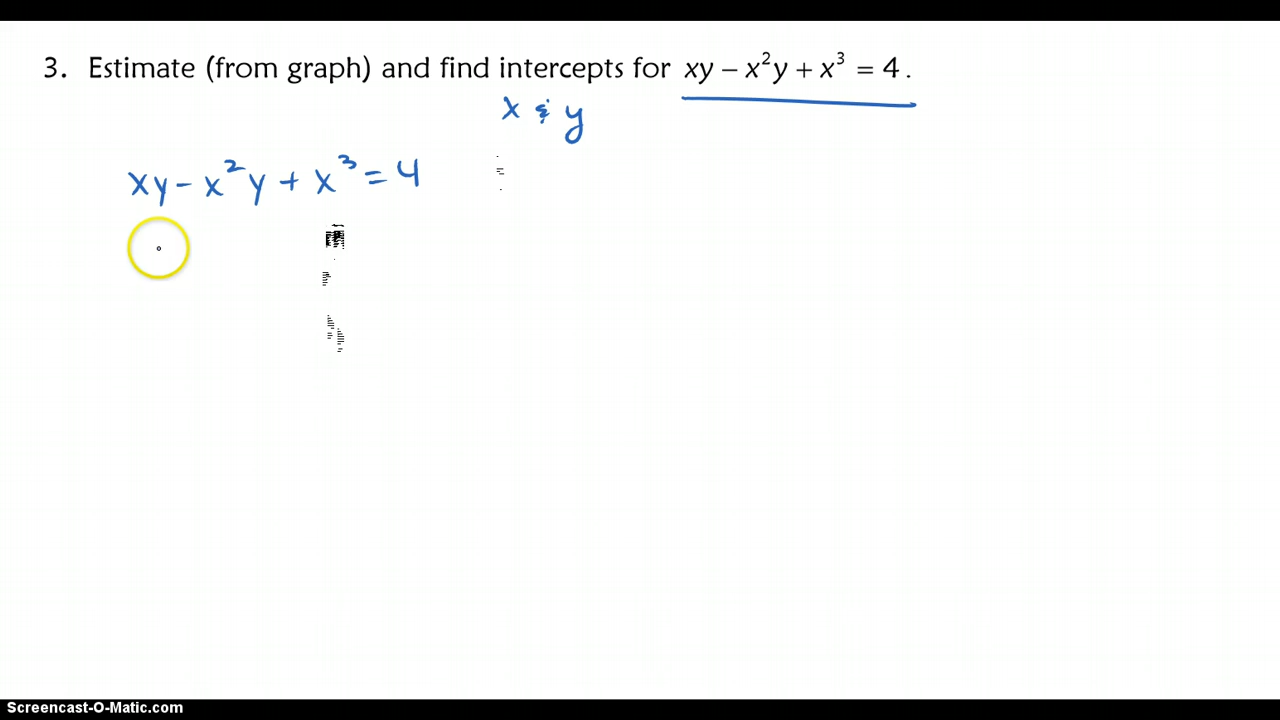 3. Estimate (from graph) and find intercepts for xy − x²y + x³ = 4.
x & y
xy − x²y + x³ = 4
Screencast-O-Matic.com